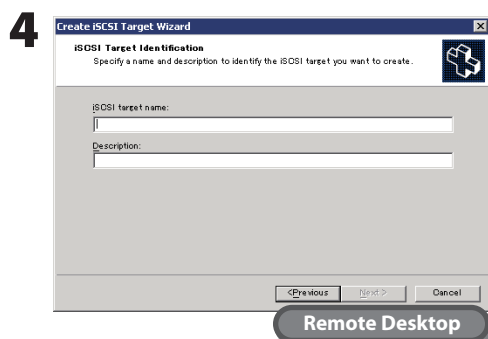 4
Create iSCSI Target Wizard
iSCSI Target Identification
Specify a name and description to identify the iSCSI target you want to create.
iSCSI target name:
Description:
<Previous
Next >
Cancel
Remote Desktop